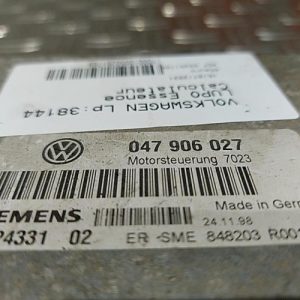 VOLKSWAGEN Lp:38144
LUPO Essence
Calculateur
047 906 027
Motorsteuerung 7023
SIEMENS
Made in Germ
24.11.98
P4331 02
ER -SME 848203 R001